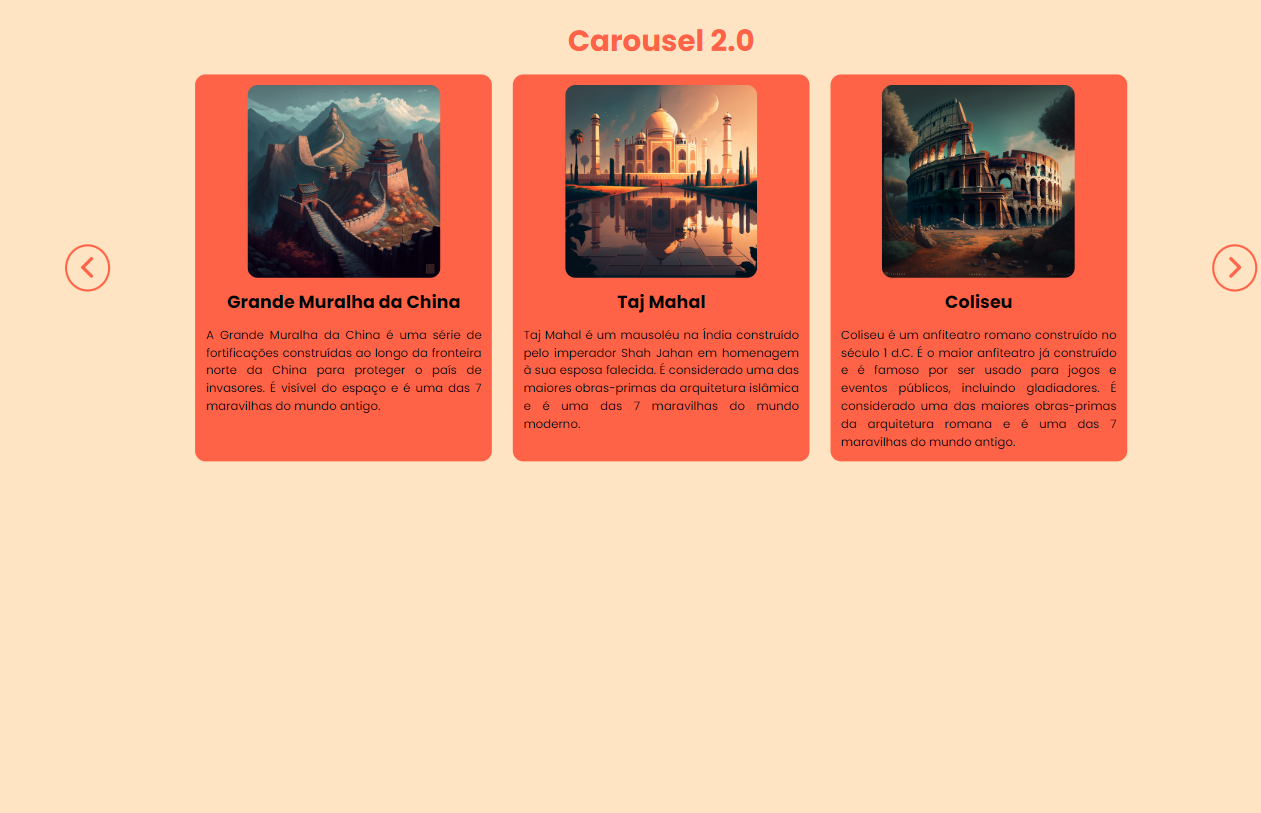 Carousel 2.0
Grande Muralha da China
A Grande Muralha da China é uma série de
fortificações construídas ao longo da fronteira
norte da China para proteger o país de
invasores. É visível do espaço e é uma das 7
maravilhas do mundo antigo.
Taj Mahal
Taj Mahal é um mausoléu na Índia construído
pelo imperador Shah Jahan em homenagem
à sua esposa falecida. É considerado uma das
maiores obras-primas da arquitetura islâmica
e é uma das 7 maravilhas do mundo
moderno.
Coliseu
Coliseu é um anfiteatro romano construído no
século 1 d.C. É o maior anfiteatro já construído
e é famoso por ser usado para jogos e
eventos públicos, incluindo gladiadores. É
considerado uma das maiores obras-primas
da arquitetura romana e é uma das 7
maravilhas do mundo antigo.